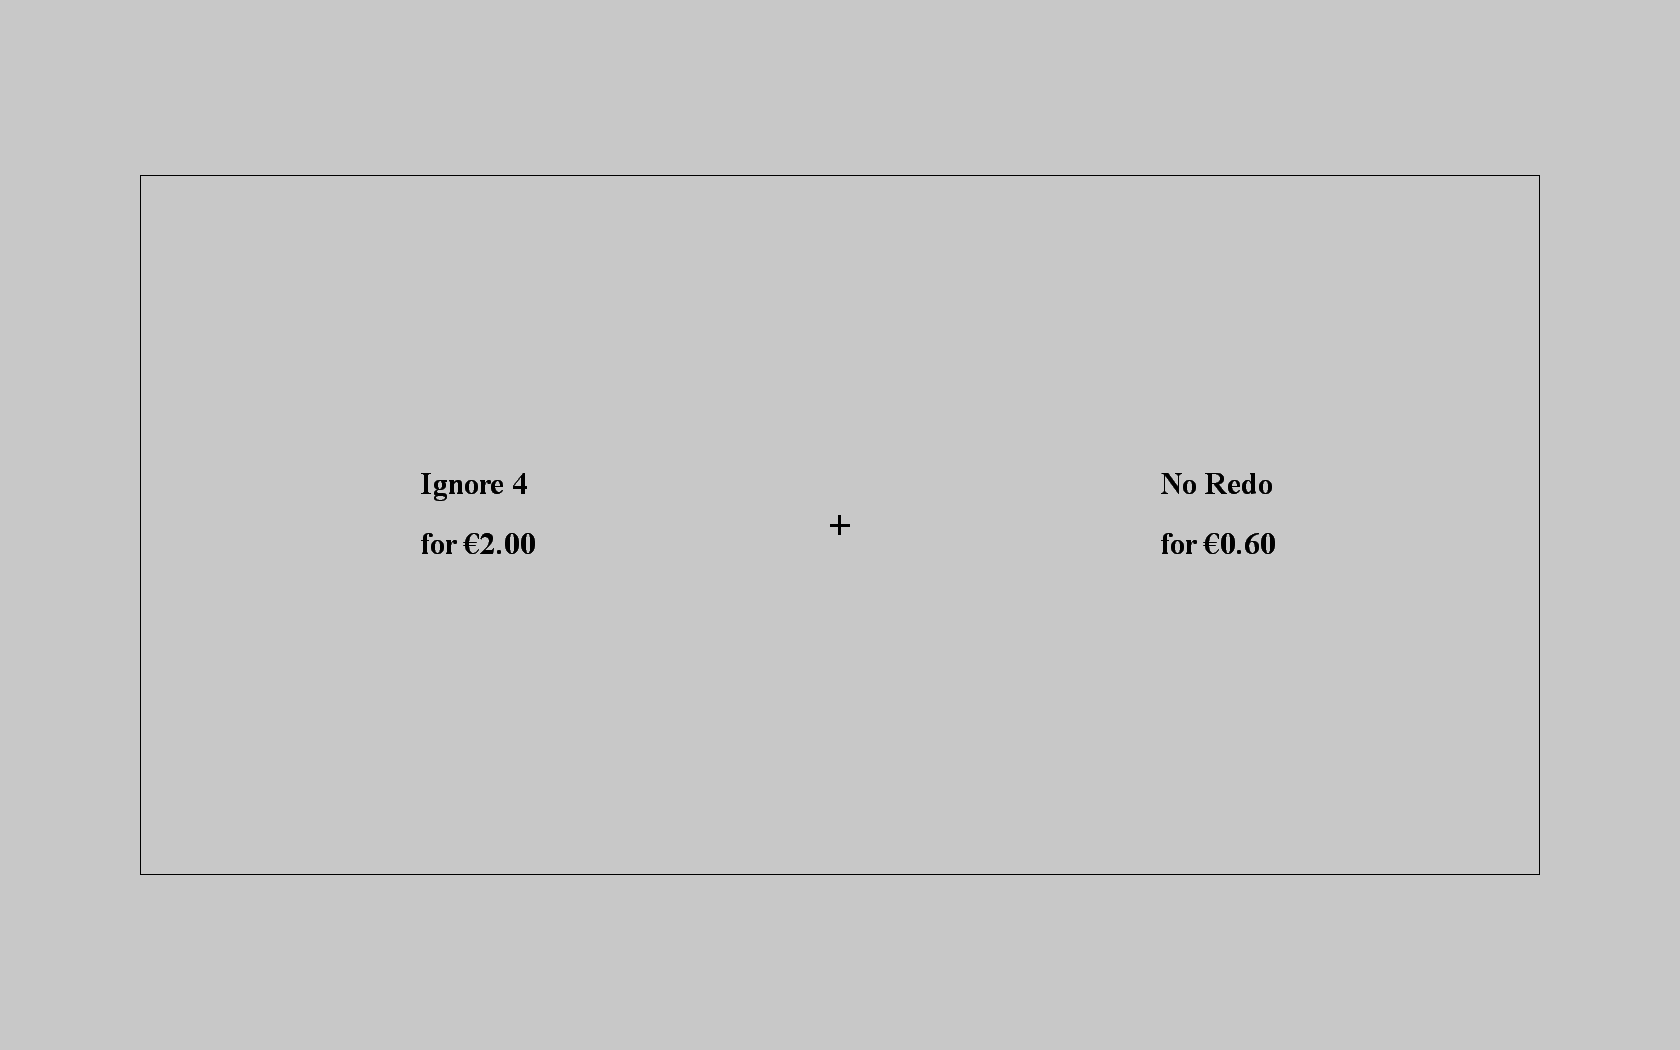 Ignore 4
for €2.00
+
No Redo
for €0.60